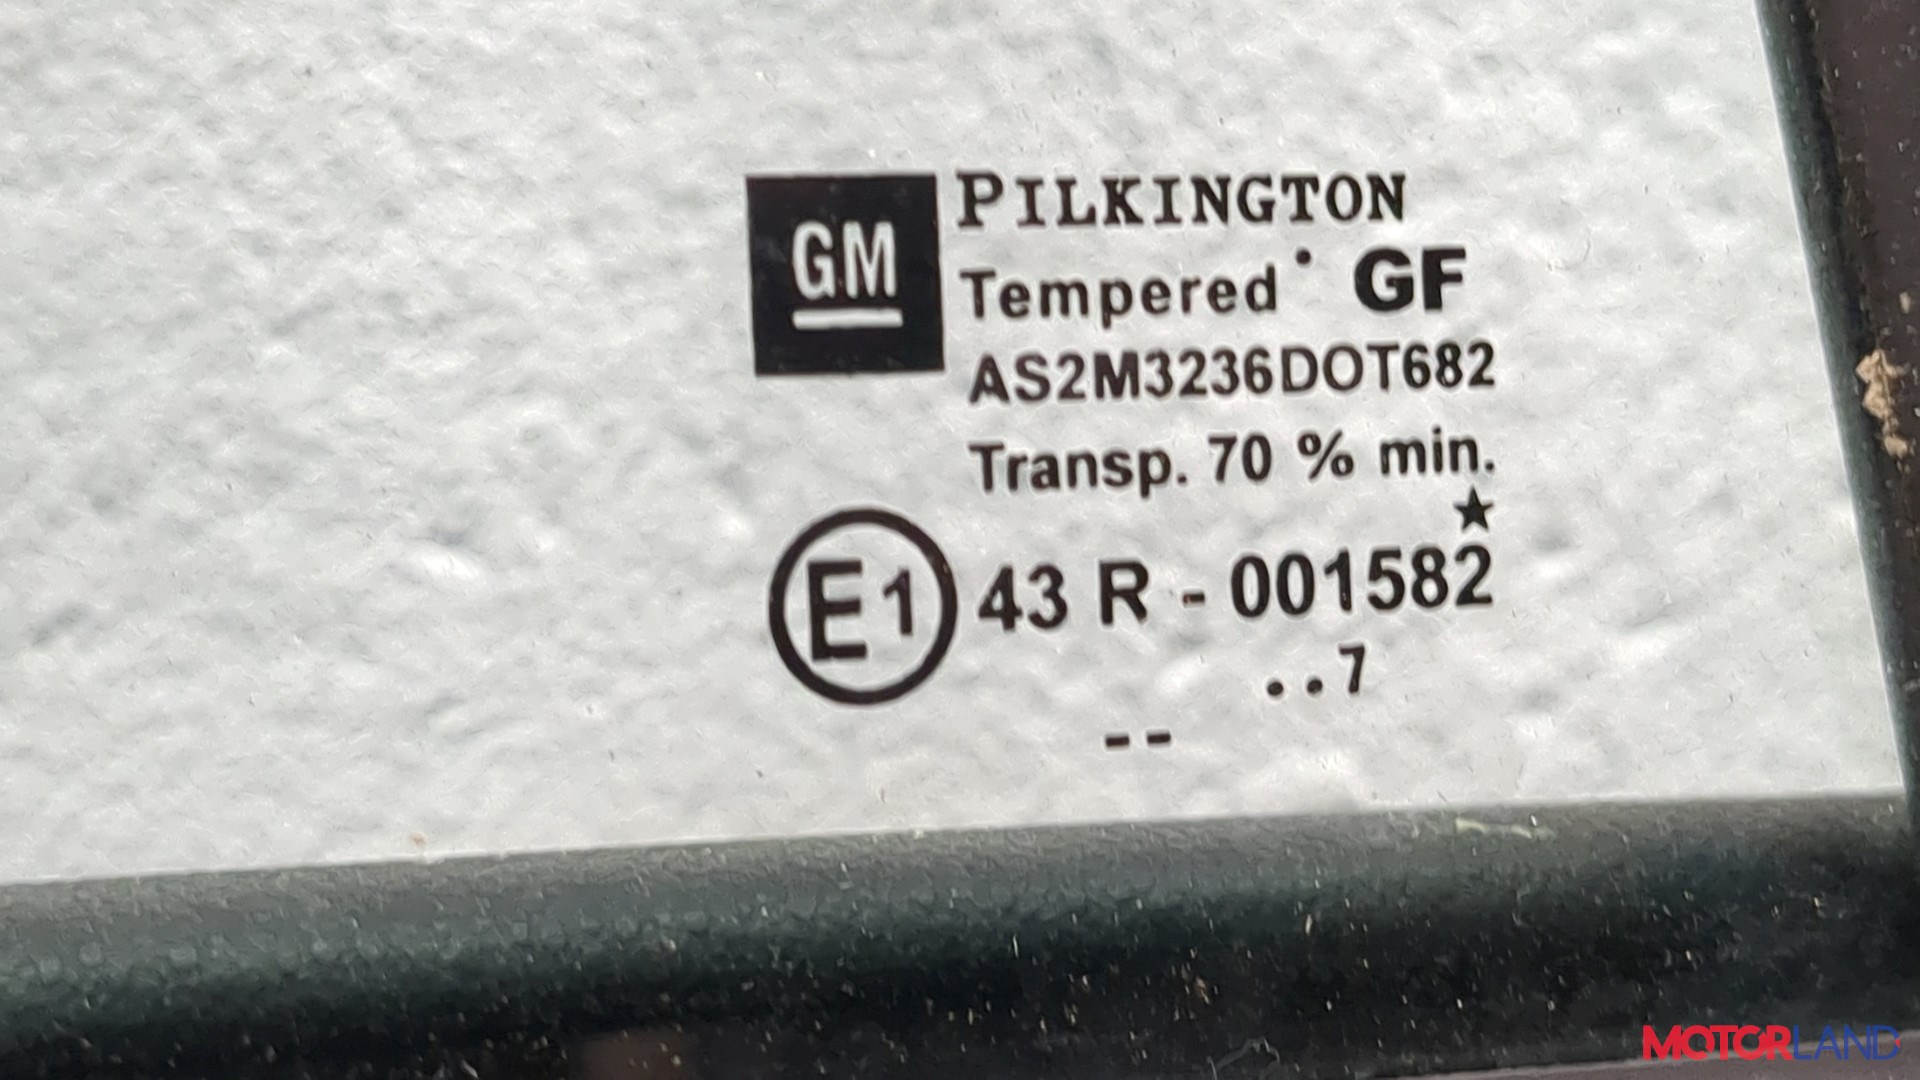 GM
PILKINGTON
Tempered • GF
AS2M3236DOT682
Transp. 70 % min.
★
E1 43 R - 001582
..7
--
MOTORLAND